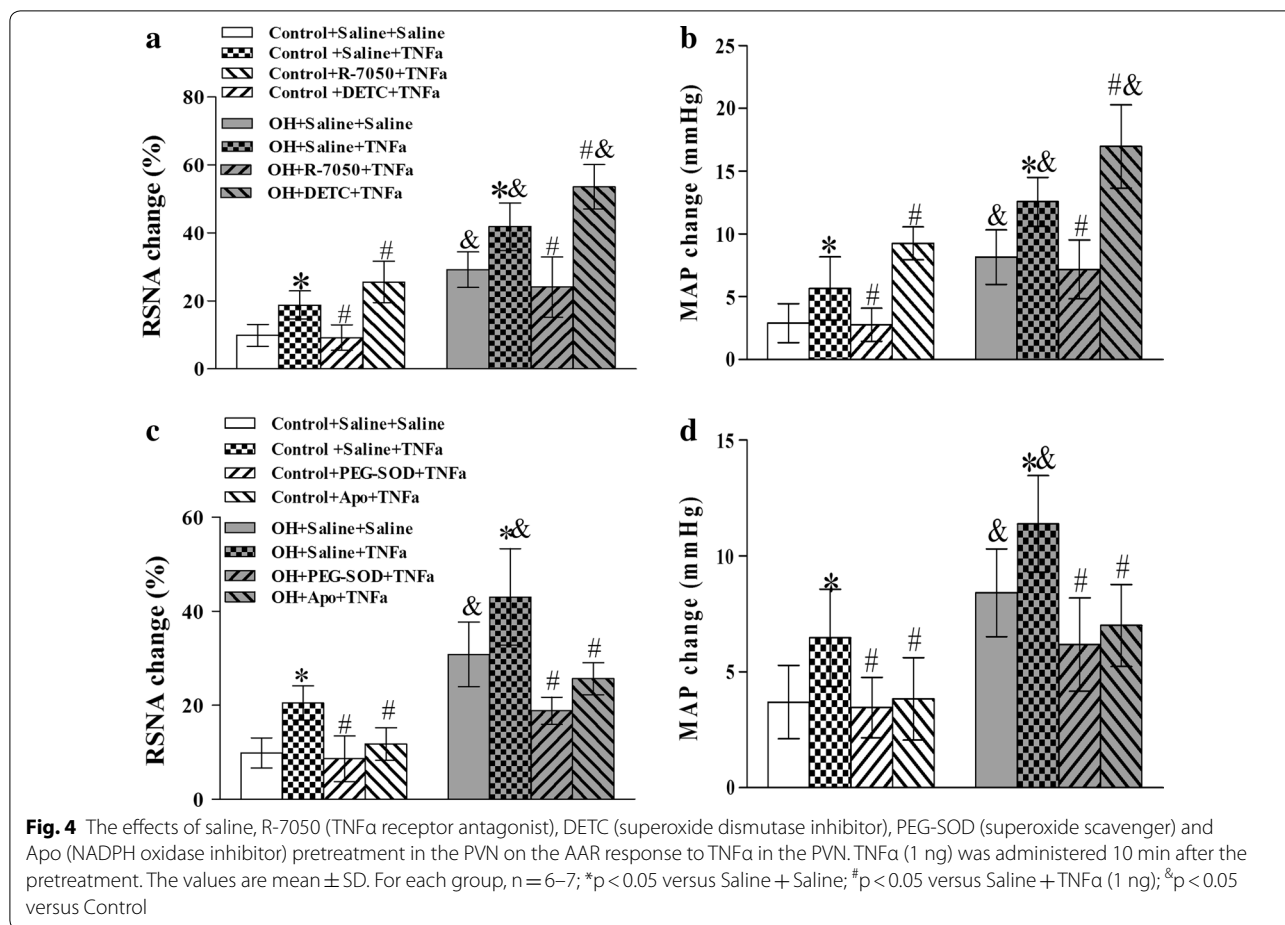 a
Control+Saline+Saline
Control +Saline+TNFa
Control+R-7050+TNFa
Control +DETC+TNFa
OH+Saline+Saline
OH+Saline+TNFa
OH+R-7050+TNFa
OH+DETC+TNFa
RSNA change (%)
80
60
40
20
0
*
#
#
&
*&
#
#&
b
MAP change (mmHg)
25
20
15
10
5
0
*
#
#
&
*&
#
#&
c
Control+Saline+Saline
Control +Saline+TNFa
Control+PEG-SOD+TNFa
Control+Apo+TNFa
OH+Saline+Saline
OH+Saline+TNFa
OH+PEG-SOD+TNFa
OH+Apo+TNFa
RSNA change (%)
60
40
20
0
*
#
#
&
*&
#
#
d
MAP change (mmHg)
15
10
5
0
*
#
#
&
*&
#
#
Fig. 4 The effects of saline, R-7050 (TNFα receptor antagonist), DETC (superoxide dismutase inhibitor), PEG-SOD (superoxide scavenger) and
Apo (NADPH oxidase inhibitor) pretreatment in the PVN on the AAR response to TNFα in the PVN. TNFα (1 ng) was administered 10 min after the
pretreatment. The values are mean ± SD. For each group, n = 6–7; *p < 0.05 versus Saline + Saline; #p < 0.05 versus Saline + TNFα (1 ng); &p < 0.05
versus Control